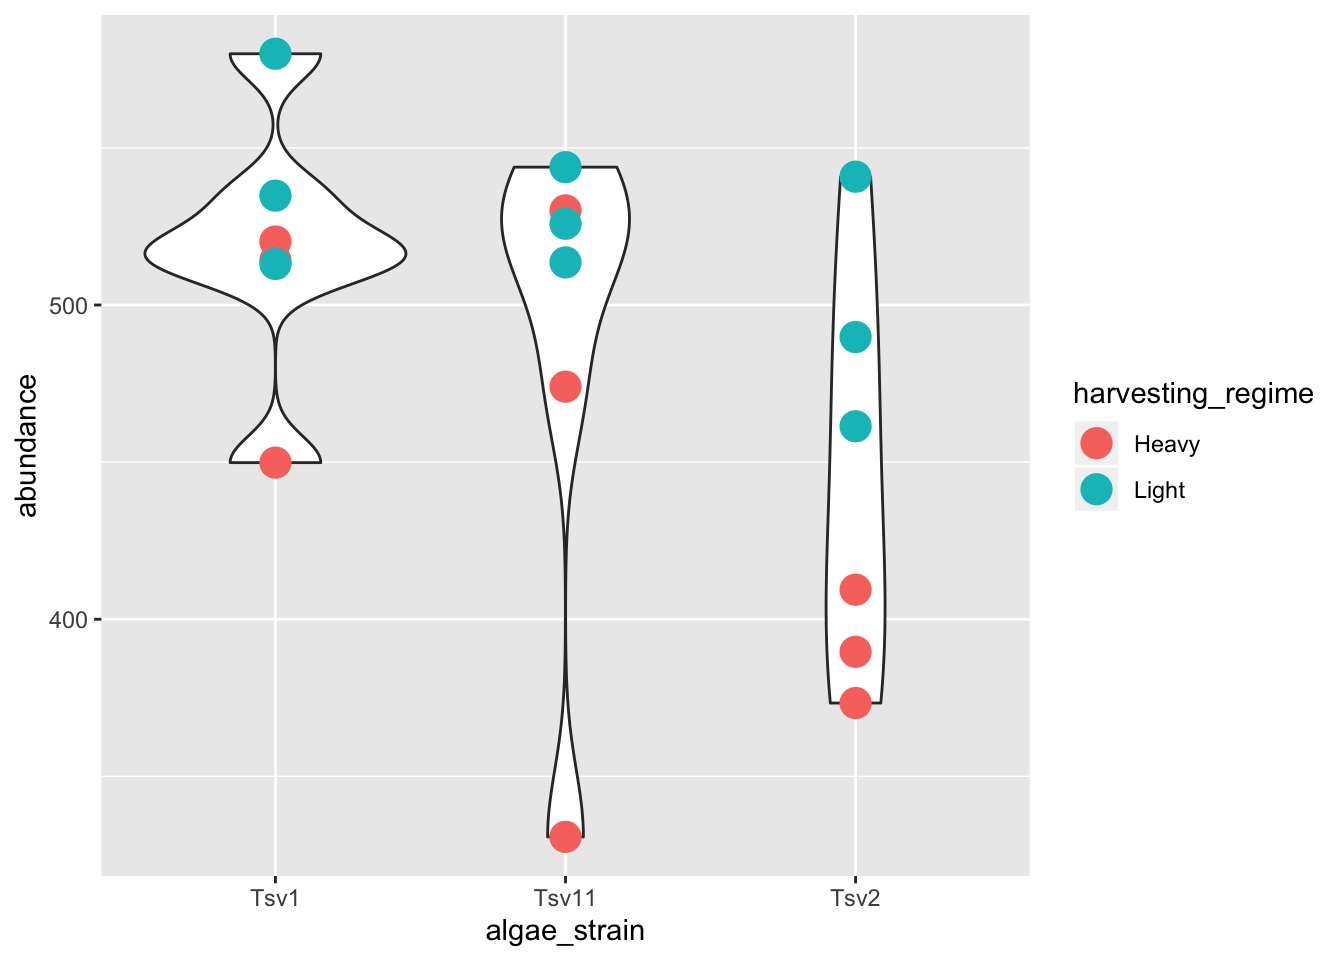 abundance
500
400
Tsv1
Tsv11
Tsv2
algae_strain
harvesting_regime
Heavy
Light